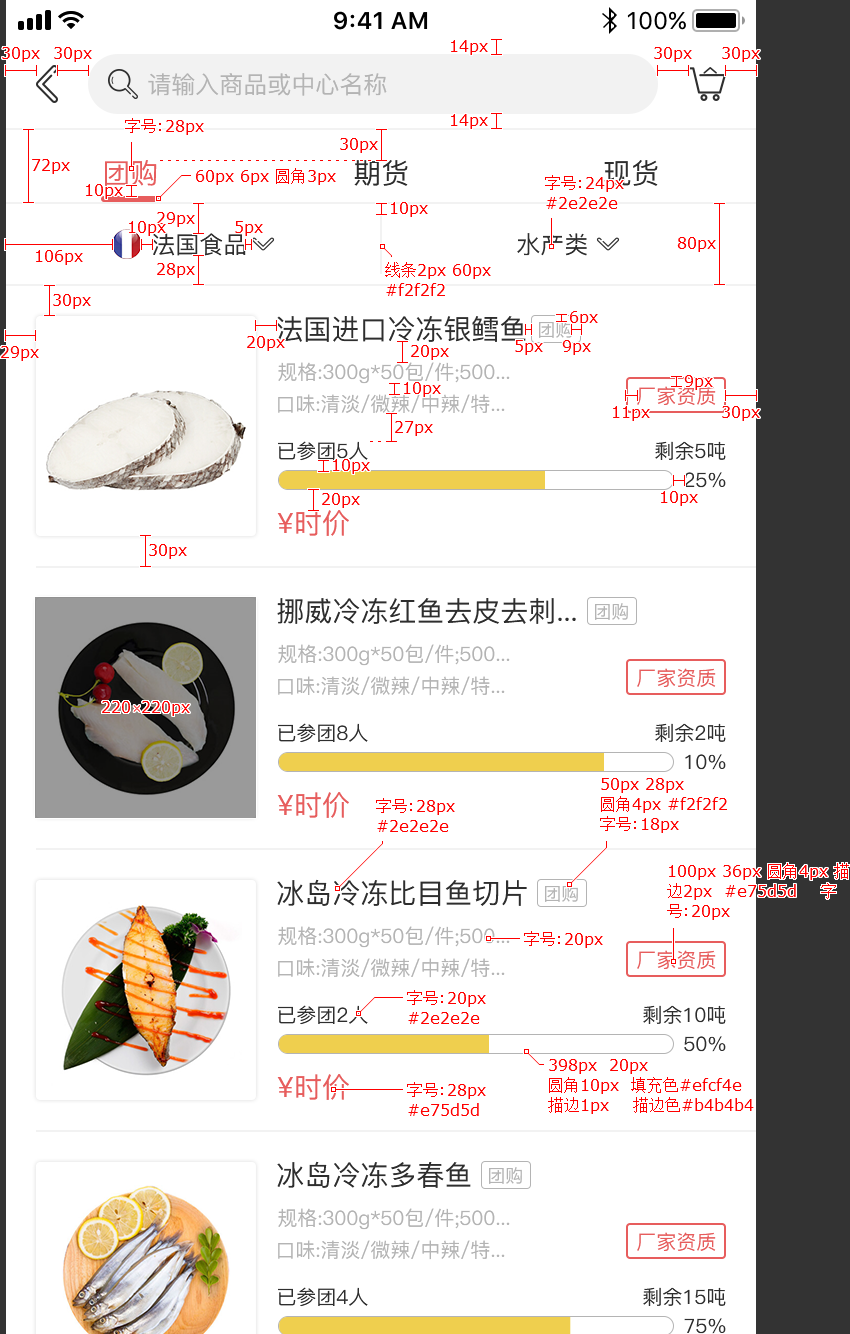 9:41 AM
100%
30px 30px 14px 30px 30px
请输入商品或中心名称
14px
字号:28px
72px 30px
团购 期货 现货
10px 60px 6px 圆角3px
字号:24px
#2e2e2e
10px
29px 10px 5px
法国食品 水产类
106px 28px 80px
线条2px 60px
#f2f2f2
30px
29px 20px
法国进口冷冻银鳕鱼 团购
6px
5px 9px
20px
规格:300g*50包/件;500...
10px
口味:清淡/微辣/中辣/特...
9px
厂家资质
11px 30px
27px
已参团5人 剩余5吨
10px
25%
20px 10px
¥时价
30px
挪威冷冻红鱼去皮去刺... 团购
规格:300g*50包/件;500...
口味:清淡/微辣/中辣/特...
厂家资质
220×220px
已参团8人 剩余2吨
10%
¥时价
字号:28px
#2e2e2e
50px 28px
圆角4px #f2f2f2
字号:18px
冰岛冷冻比目鱼切片 团购
100px 36px 圆角4px 描
边2px #e75d5d 字
号:20px
规格:300g*50包/件;500...
字号:20px
口味:清淡/微辣/中辣/特...
厂家资质
已参团2人 剩余10吨
字号:20px
#2e2e2e
50%
398px 20px
圆角10px 填充色#efcf4e
描边1px 描边色#b4b4b4
¥时价
字号:28px
#e75d5d
冰岛冷冻多春鱼 团购
规格:300g*50包/件;500...
口味:清淡/微辣/中辣/特...
厂家资质
已参团4人 剩余15吨
75%